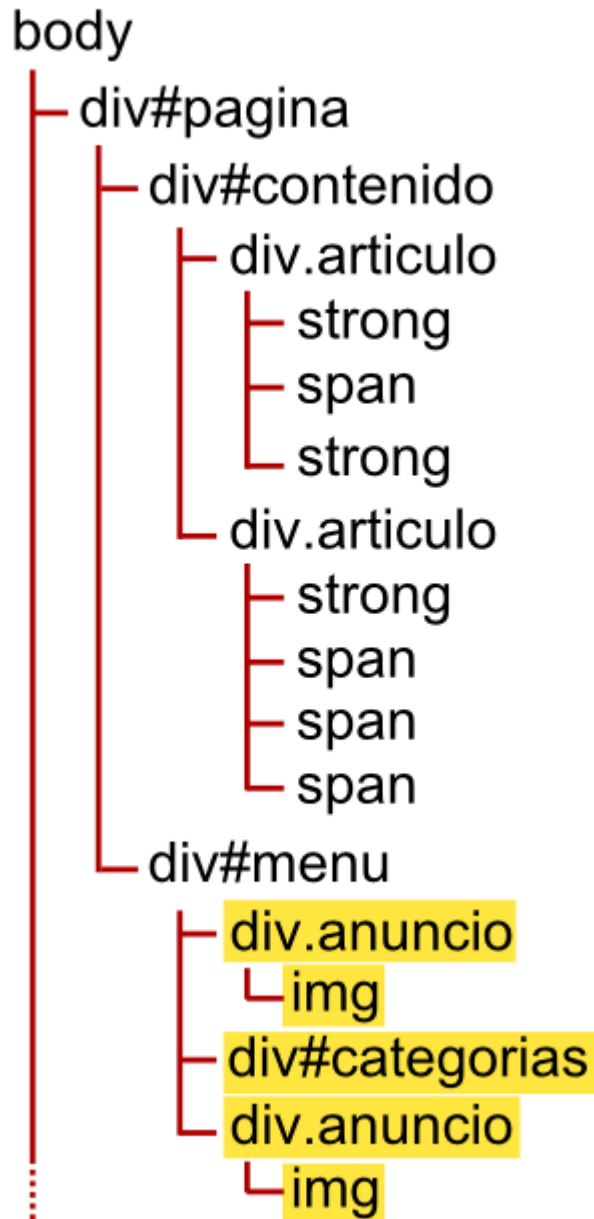 body
div#pagina
div#contenido
div.articulo
strong
span
strong
div.articulo
strong
span
span
span
div#menu
div.anuncio
img
div#categorias
div.anuncio
img